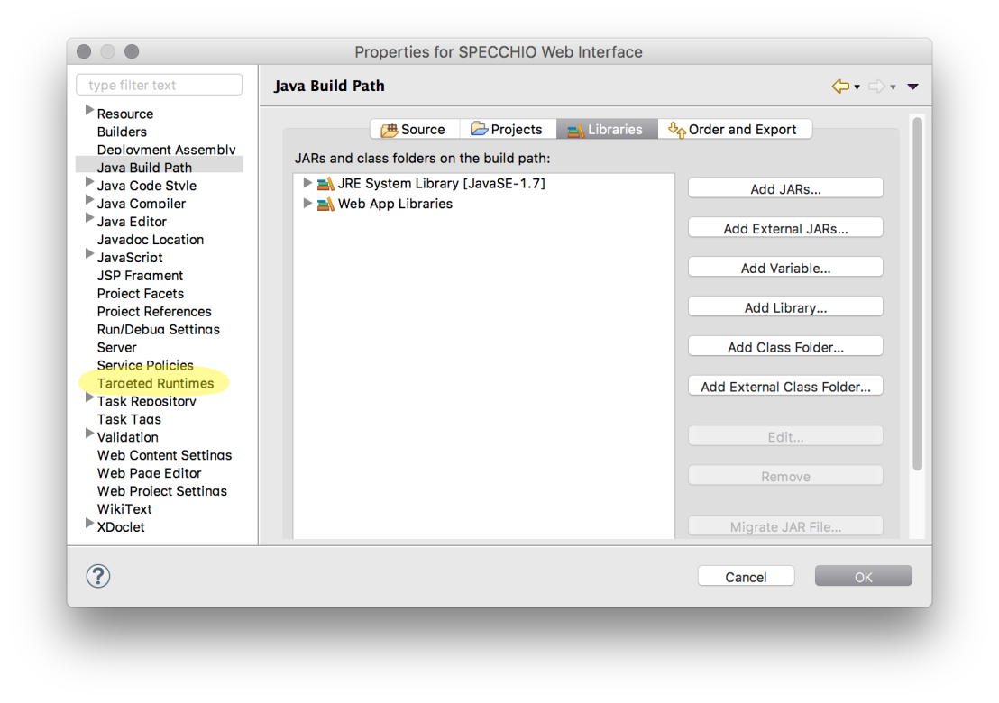 Properties for SPECCHIO Web Interface
type filter text
Java Build Path
Resource
Builders
Deployment Assembly
Java Build Path
Java Code Style
Java Compiler
Java Editor
Javadoc Location
JavaScript
JSP Fragment
Project Facets
Project References
Run/Debug Settings
Server
Service Policies
Targeted Runtimes
Task Repository
Task Tags
Validation
Web Content Settings
Web Page Editor
Web Project Settings
WikiText
XDoclet
Source
Projects
Libraries
Order and Export
JARs and class folders on the build path:
JRE System Library [JavaSE-1.7]
Web App Libraries
Add JARs...
Add External JARs...
Add Variable...
Add Library...
Add Class Folder...
Add External Class Folder...
Edit...
Remove
Migrate JAR File...
?
Cancel
OK